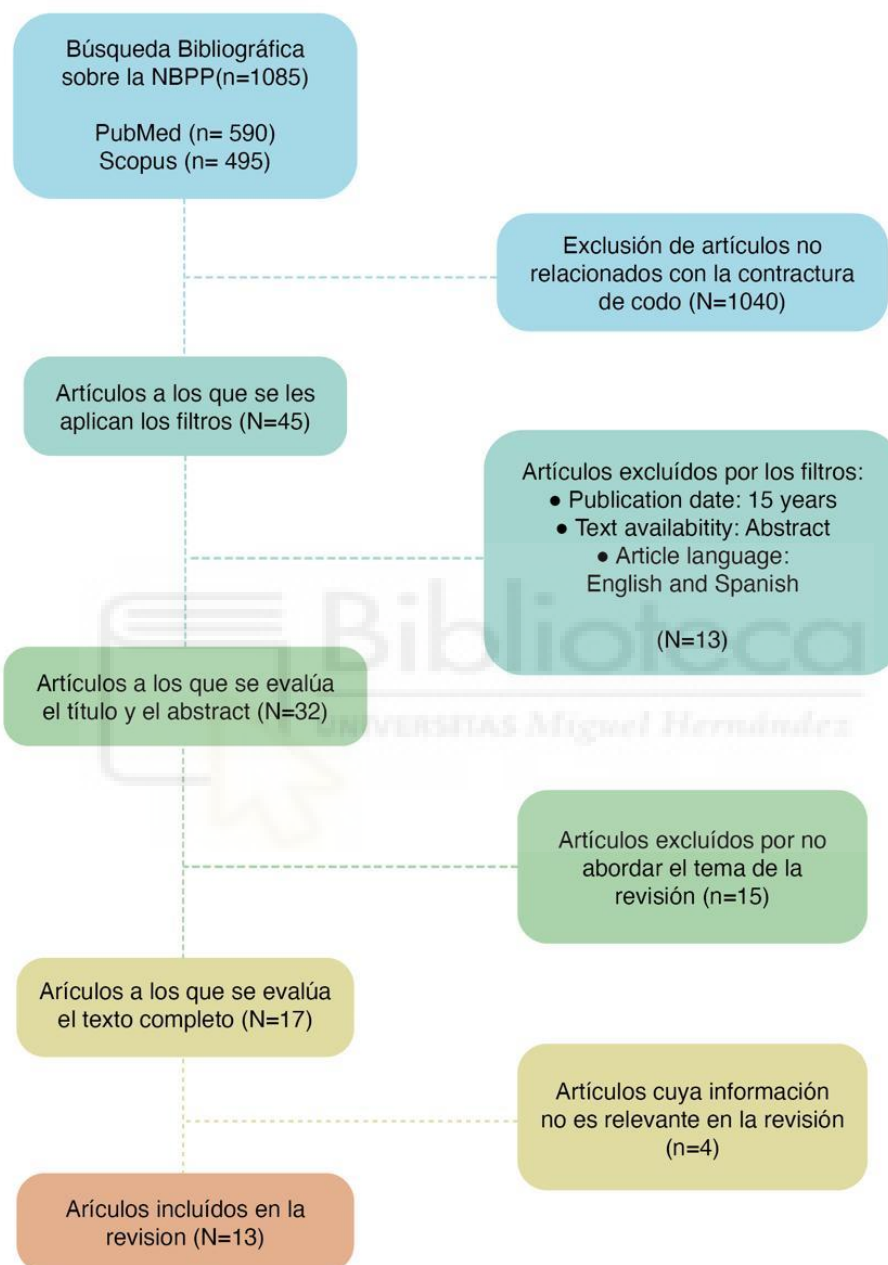 Búsqueda Bibliográfica
sobre la NBPP(n=1085)
PubMed (n= 590)
Scopus (n= 495)
Exclusión de artículos no
relacionados con la contractura
de codo (N=1040)
Artículos a los que se les
aplican los filtros (N=45)
Artículos excluídos por los filtros:
● Publication date: 15 years
● Text availabitity: Abstract
● Article language:
English and Spanish
(N=13)
Biblioteca
UNIVERSITAS Miguel Hernández
Artículos a los que se evalúa
el título y el abstract (N=32)
Artículos excluídos por no
abordar el tema de la
revisión (n=15)
Arículos a los que se evalúa
el texto completo (N=17)
Artículos cuya información
no es relevante en la revisión
(n=4)
Arículos incluídos en la
revision (N=13)